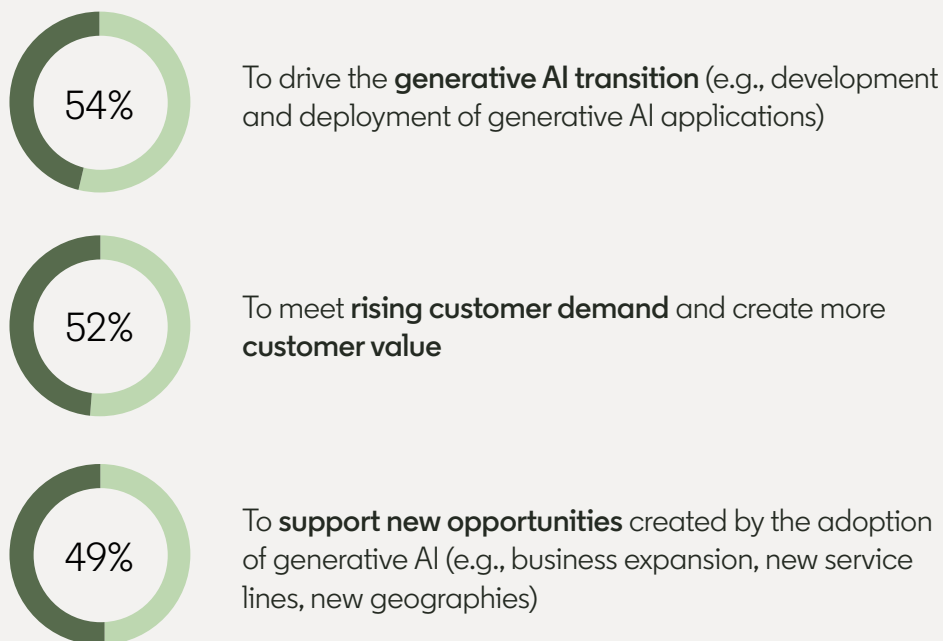 54%
To drive the generative AI transition (e.g., development
and deployment of generative AI applications)
52%
To meet rising customer demand and create more
customer value
49%
To support new opportunities created by the adoption
of generative AI (e.g., business expansion, new service
lines, new geographies)